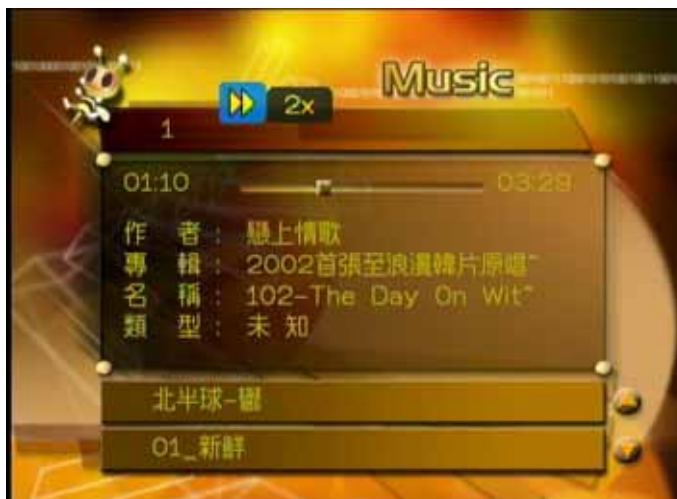 Music
2x
1
01:10 03:29
作 者： 戀上情歌
專 輯： 2002首張至浪漫韓片原唱~
名 稱： 102-The Day On Wit~
類 型： 未 知
北半球-
01_新鮮